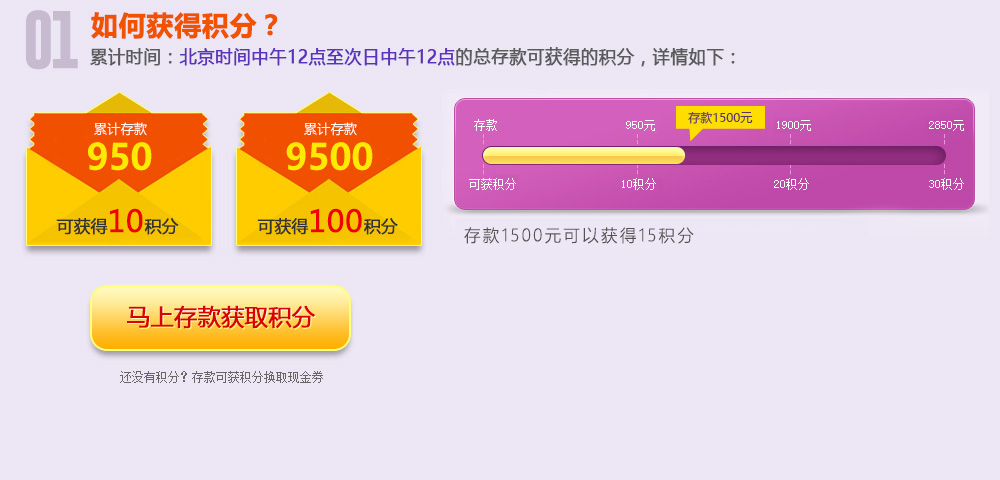 01
如何获得积分？
累计时间：北京时间中午12点至次日中午12点的总存款可获得的积分，详情如下：
累计存款
950
可获得10积分
累计存款
9500
可获得100积分
存款1500元
存款 950元 1900元 2850元
可获积分 10积分 20积分 30积分
存款1500元可以获得15积分
马上存款获取积分
还没有积分？存款可获积分换取现金券